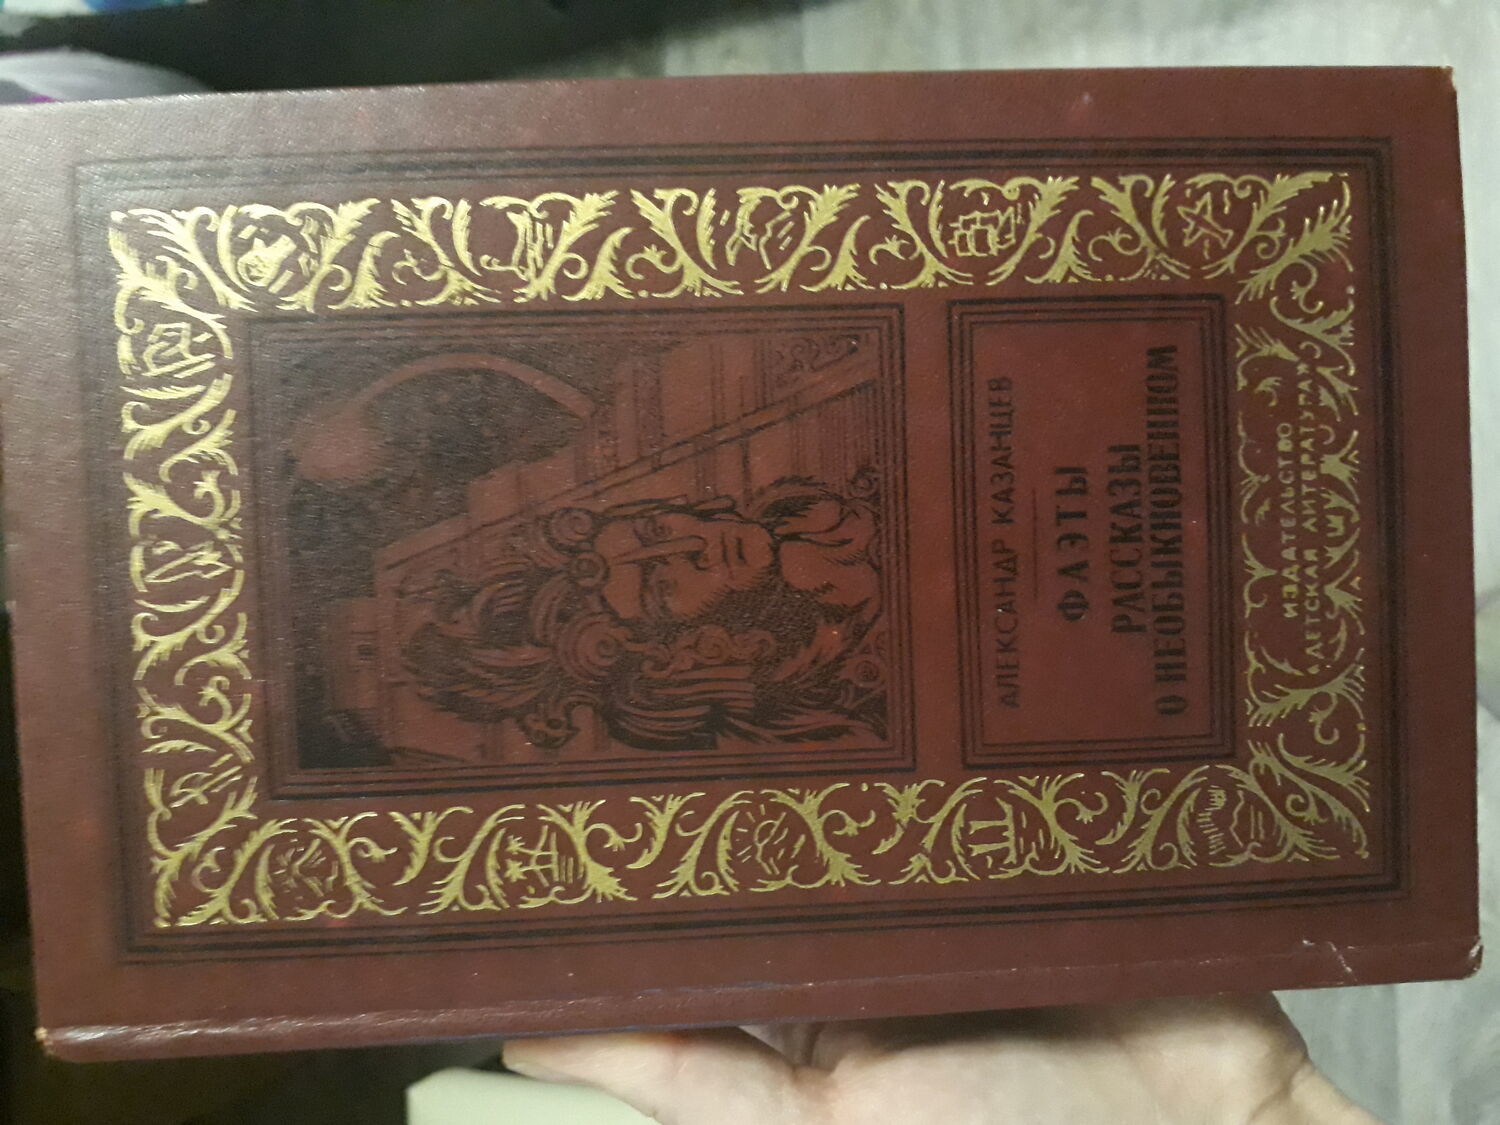 АЛЕКСАНДР КАЗАНЦЕВ
ФАЭТЫ
РАССКАЗЫ
О НЕОБЫКНОВЕННОМ
ИЗДАТЕЛЬСТВО
«ДЕТСКАЯ ЛИТЕРАТУРА»